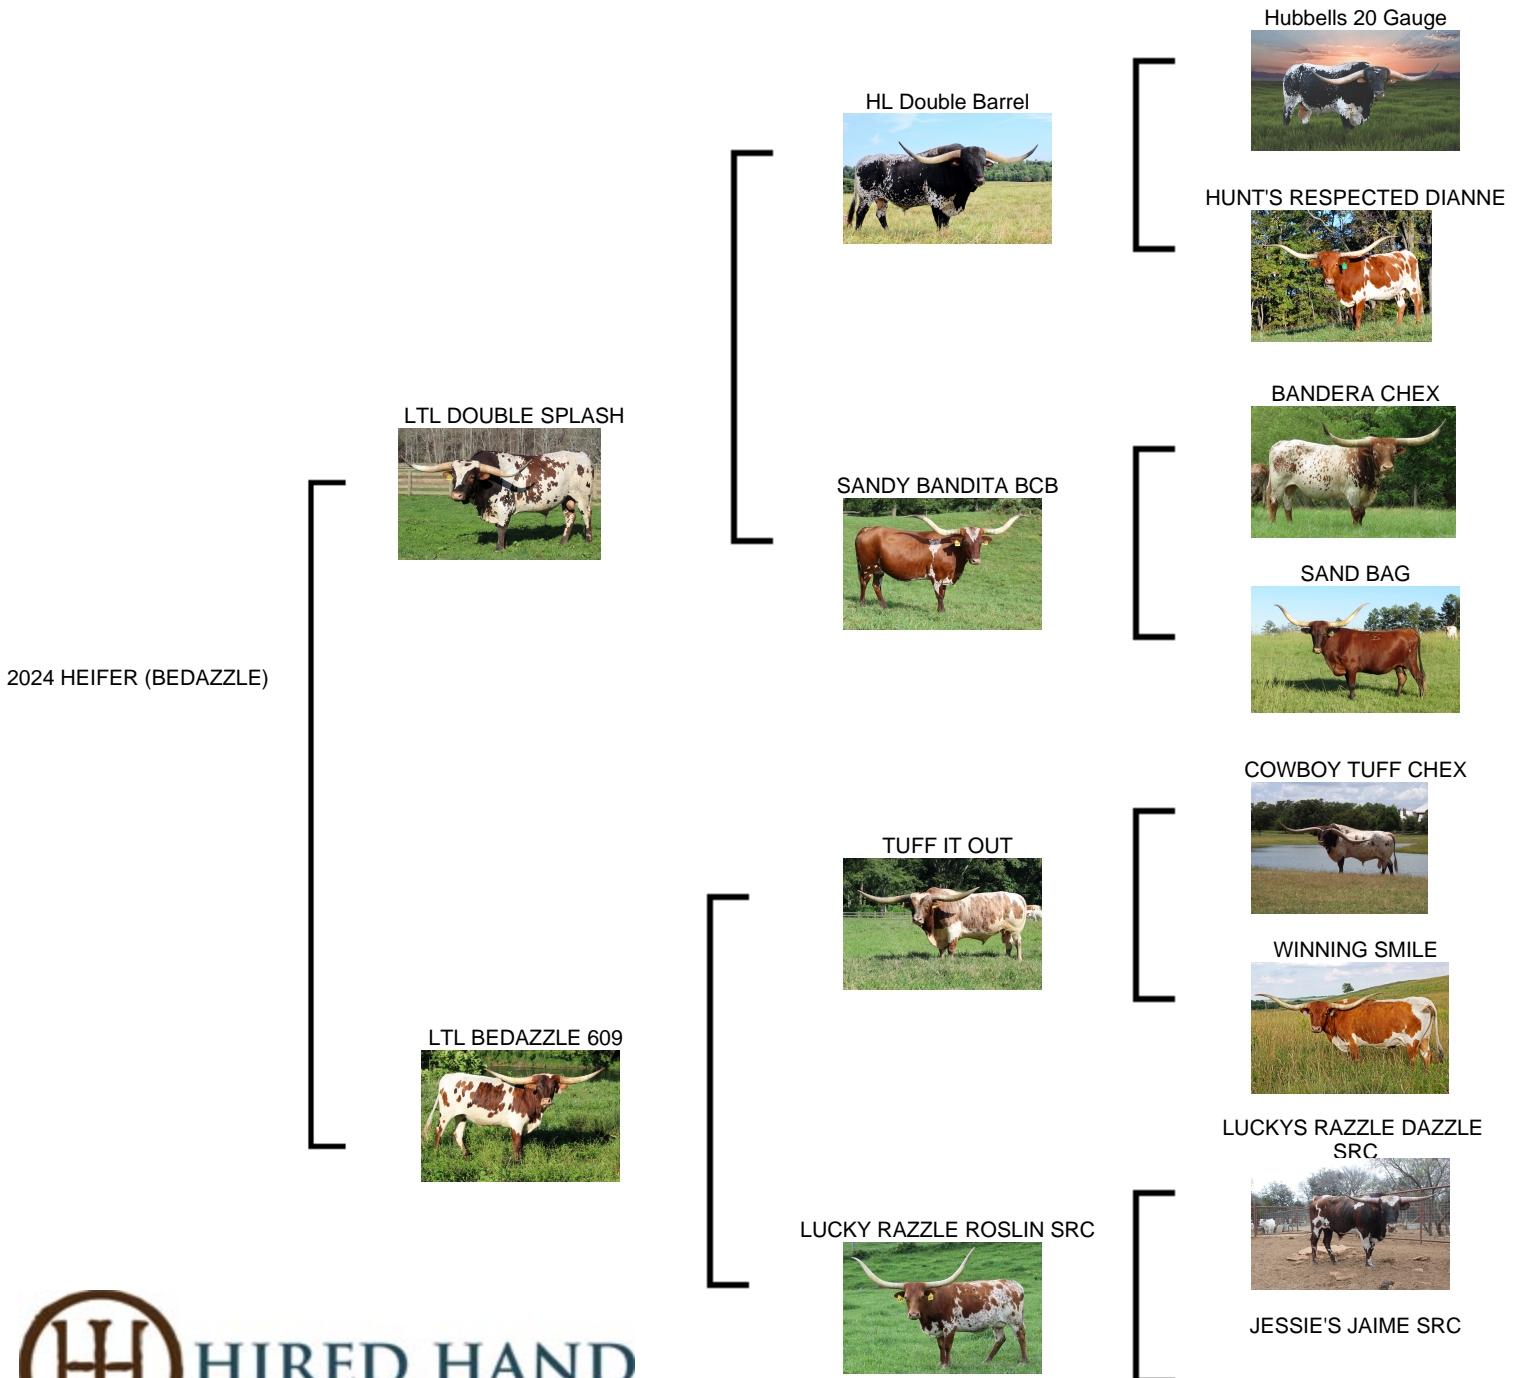 Hubbells 20 Gauge
HL Double Barrel
HUNT'S RESPECTED DIANNE
LTL DOUBLE SPLASH
BANDERA CHEX
SANDY BANDITA BCB
SAND BAG
2024 HEIFER (BEDAZZLE)
COWBOY TUFF CHEX
TUFF IT OUT
WINNING SMILE
LTL BEDAZZLE 609
LUCKYS RAZZLE DAZZLE
SRC
LUCKY RAZZLE ROSLIN SRC
JESSIE'S JAIME SRC
HIRED HAND